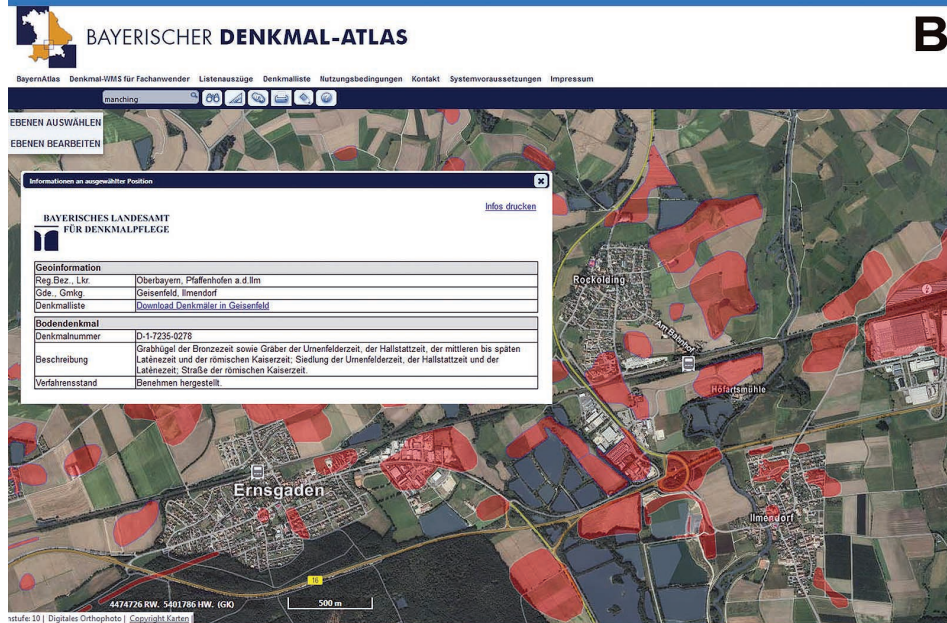 BAYERISCHER DENKMAL-ATLAS
B
BayernAtlas Denkmal-WMS für Fachanwender Listenauszüge Denkmalliste Nutzungsbedingungen Kontakt Systemvoraussetzungen Impressum
manching
EBENEN AUSWÄHLEN
EBENEN BEARBEITEN
Informationen an ausgewählter Position
Infos drucken
BAYERISCHES LANDESAMT
FÜR DENKMALPFLEGE
Geoinformation
Reg.Bez., Lkr. Oberbayern, Pfaffenhofen a.d.Ilm
Gde., Gmkg. Geisenfeld, Ilmendorf
Denkmalliste Download Denkmäler in Geisenfeld
Bodendenkmal
Denkmalnummer D-1-7235-0278
Beschreibung Grabhügel der Bronzezeit sowie Gräber der Urnenfelderzeit, der Hallstattzeit, der mittleren bis späten
Latènezeit und der römischen Kaiserzeit; Siedlung der Urnenfelderzeit, der Hallstattzeit und der
Latènezeit; Straße der römischen Kaiserzeit.
Verfahrensstand Benehmen hergestellt.
Rockolding
Am Bahnhof
Höfartsmühle
Ernsgaden
Ilmendorf
16
4474726 RW. 5401786 HW. (GK)
500 m
nstufe: 10 | Digitales Orthophoto | Copyright Karten